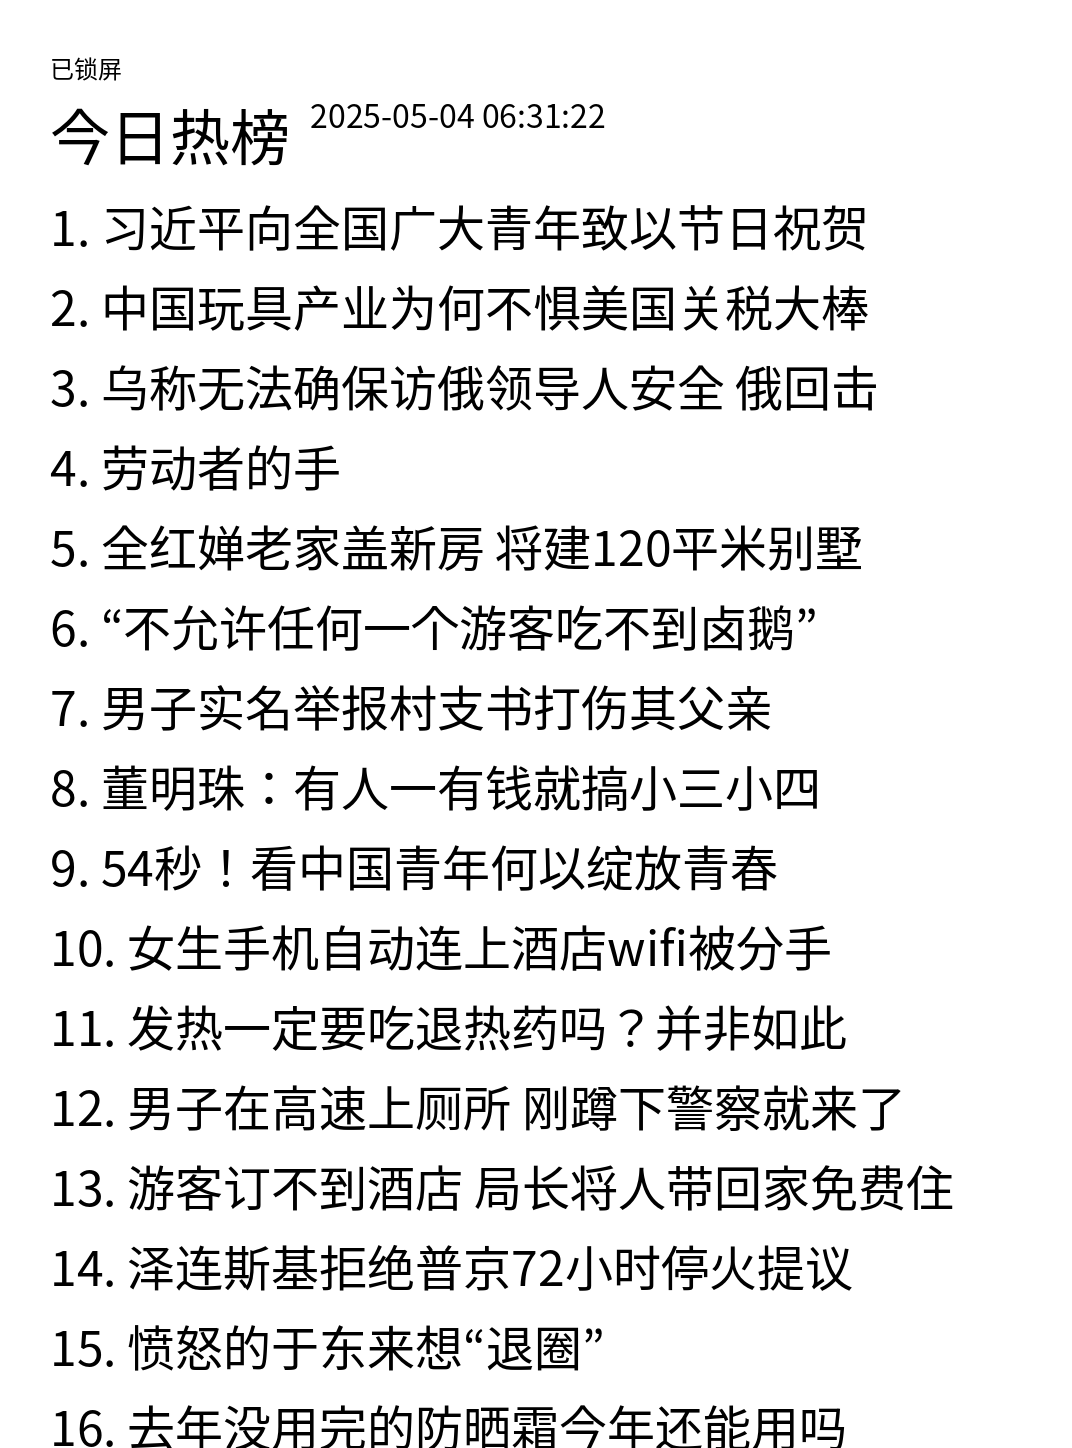 已锁屏
今日热榜 2025-05-04 06:31:22
1. 习近平向全国广大青年致以节日祝贺
2. 中国玩具产业为何不惧美国关税大棒
3. 乌称无法确保访俄领导人安全 俄回击
4. 劳动者的手
5. 全红婵老家盖新房 将建120平米别墅
6. “不允许任何一个游客吃不到卤鹅”
7. 男子实名举报村支书打伤其父亲
8. 董明珠：有人一有钱就搞小三小四
9. 54秒！看中国青年何以绽放青春
10. 女生手机自动连上酒店wifi被分手
11. 发热一定要吃退热药吗？并非如此
12. 男子在高速上厕所 刚蹲下警察就来了
13. 游客订不到酒店 局长将人带回家免费住
14. 泽连斯基拒绝普京72小时停火提议
15. 愤怒的于东来想“退圈”
16. 去年没用完的防晒霜今年还能用吗